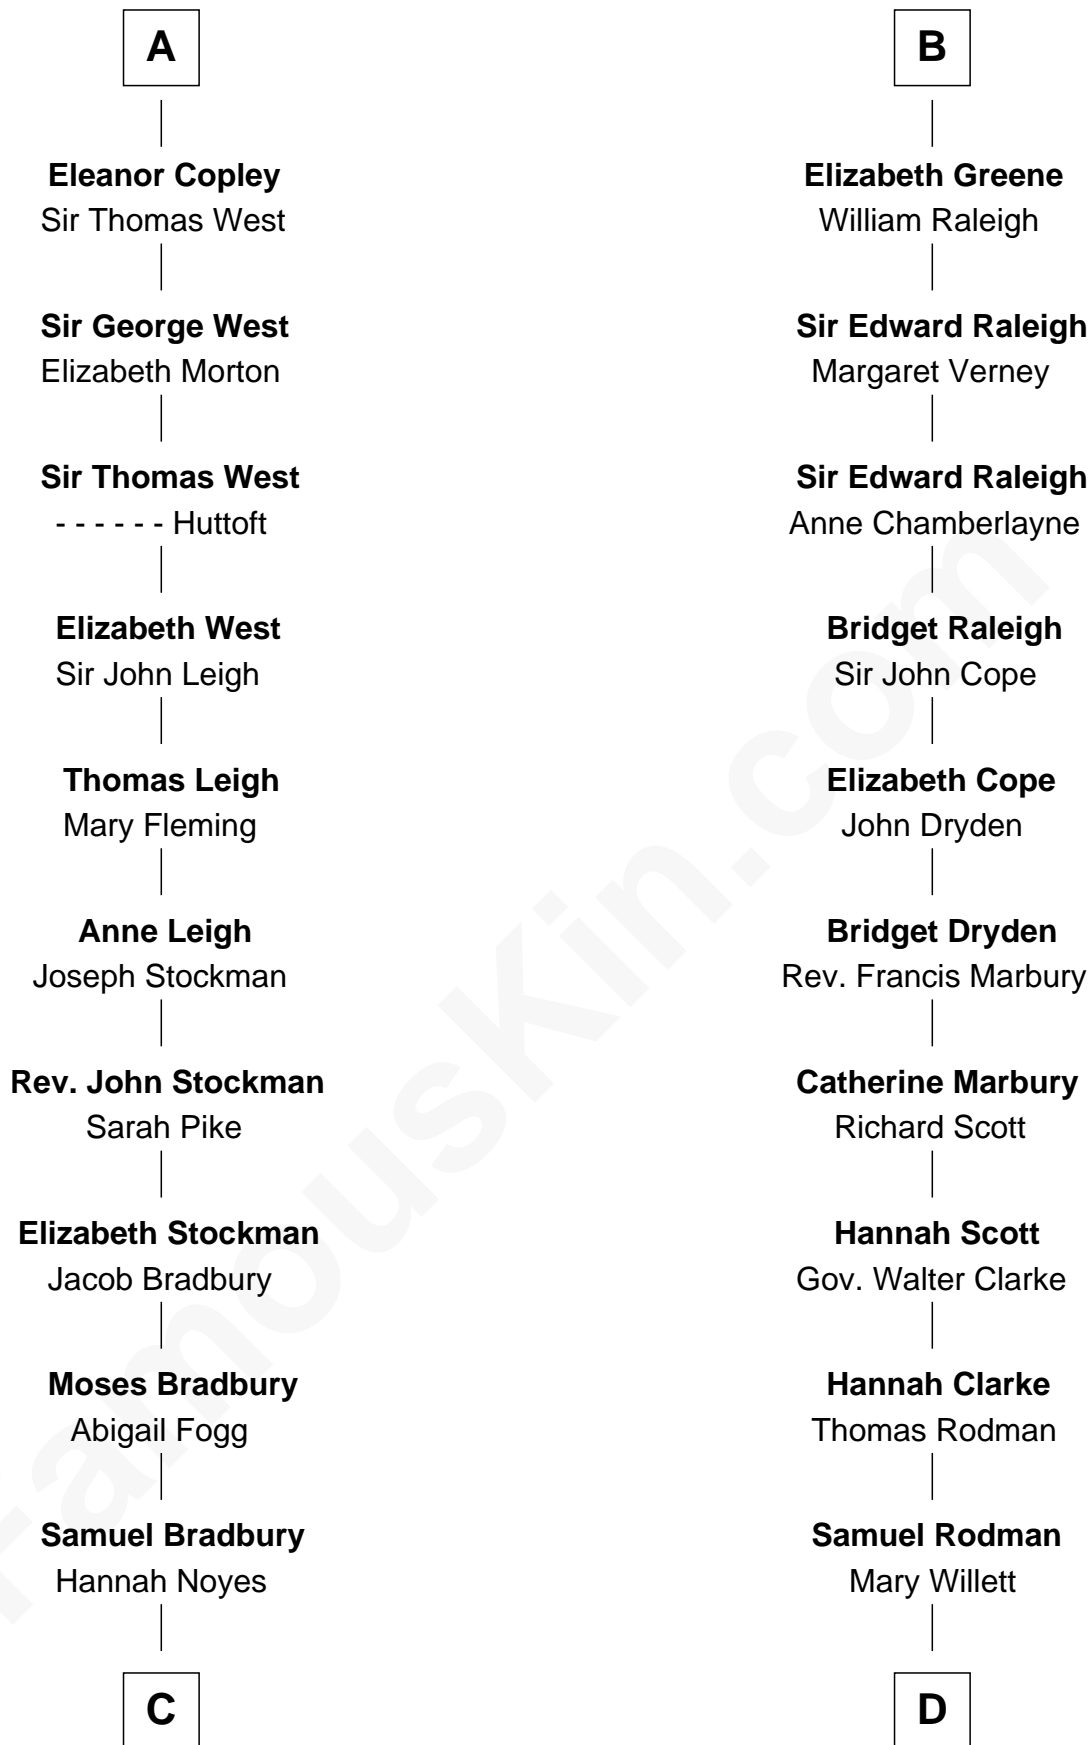 A
Eleanor Copley
Sir Thomas West
Sir George West
Elizabeth Morton
Sir Thomas West
- - - - - - Huttoft
Elizabeth West
Sir John Leigh
Thomas Leigh
Mary Fleming
Anne Leigh
Joseph Stockman
Rev. John Stockman
Sarah Pike
Elizabeth Stockman
Jacob Bradbury
Moses Bradbury
Abigail Fogg
Samuel Bradbury
Hannah Noyes
C
B
Elizabeth Greene
William Raleigh
Sir Edward Raleigh
Margaret Verney
Sir Edward Raleigh
Anne Chamberlayne
Bridget Raleigh
Sir John Cope
Elizabeth Cope
John Dryden
Bridget Dryden
Rev. Francis Marbury
Catherine Marbury
Richard Scott
Hannah Scott
Gov. Walter Clarke
Hannah Clarke
Thomas Rodman
Samuel Rodman
Mary Willett
D
FamousKin.com